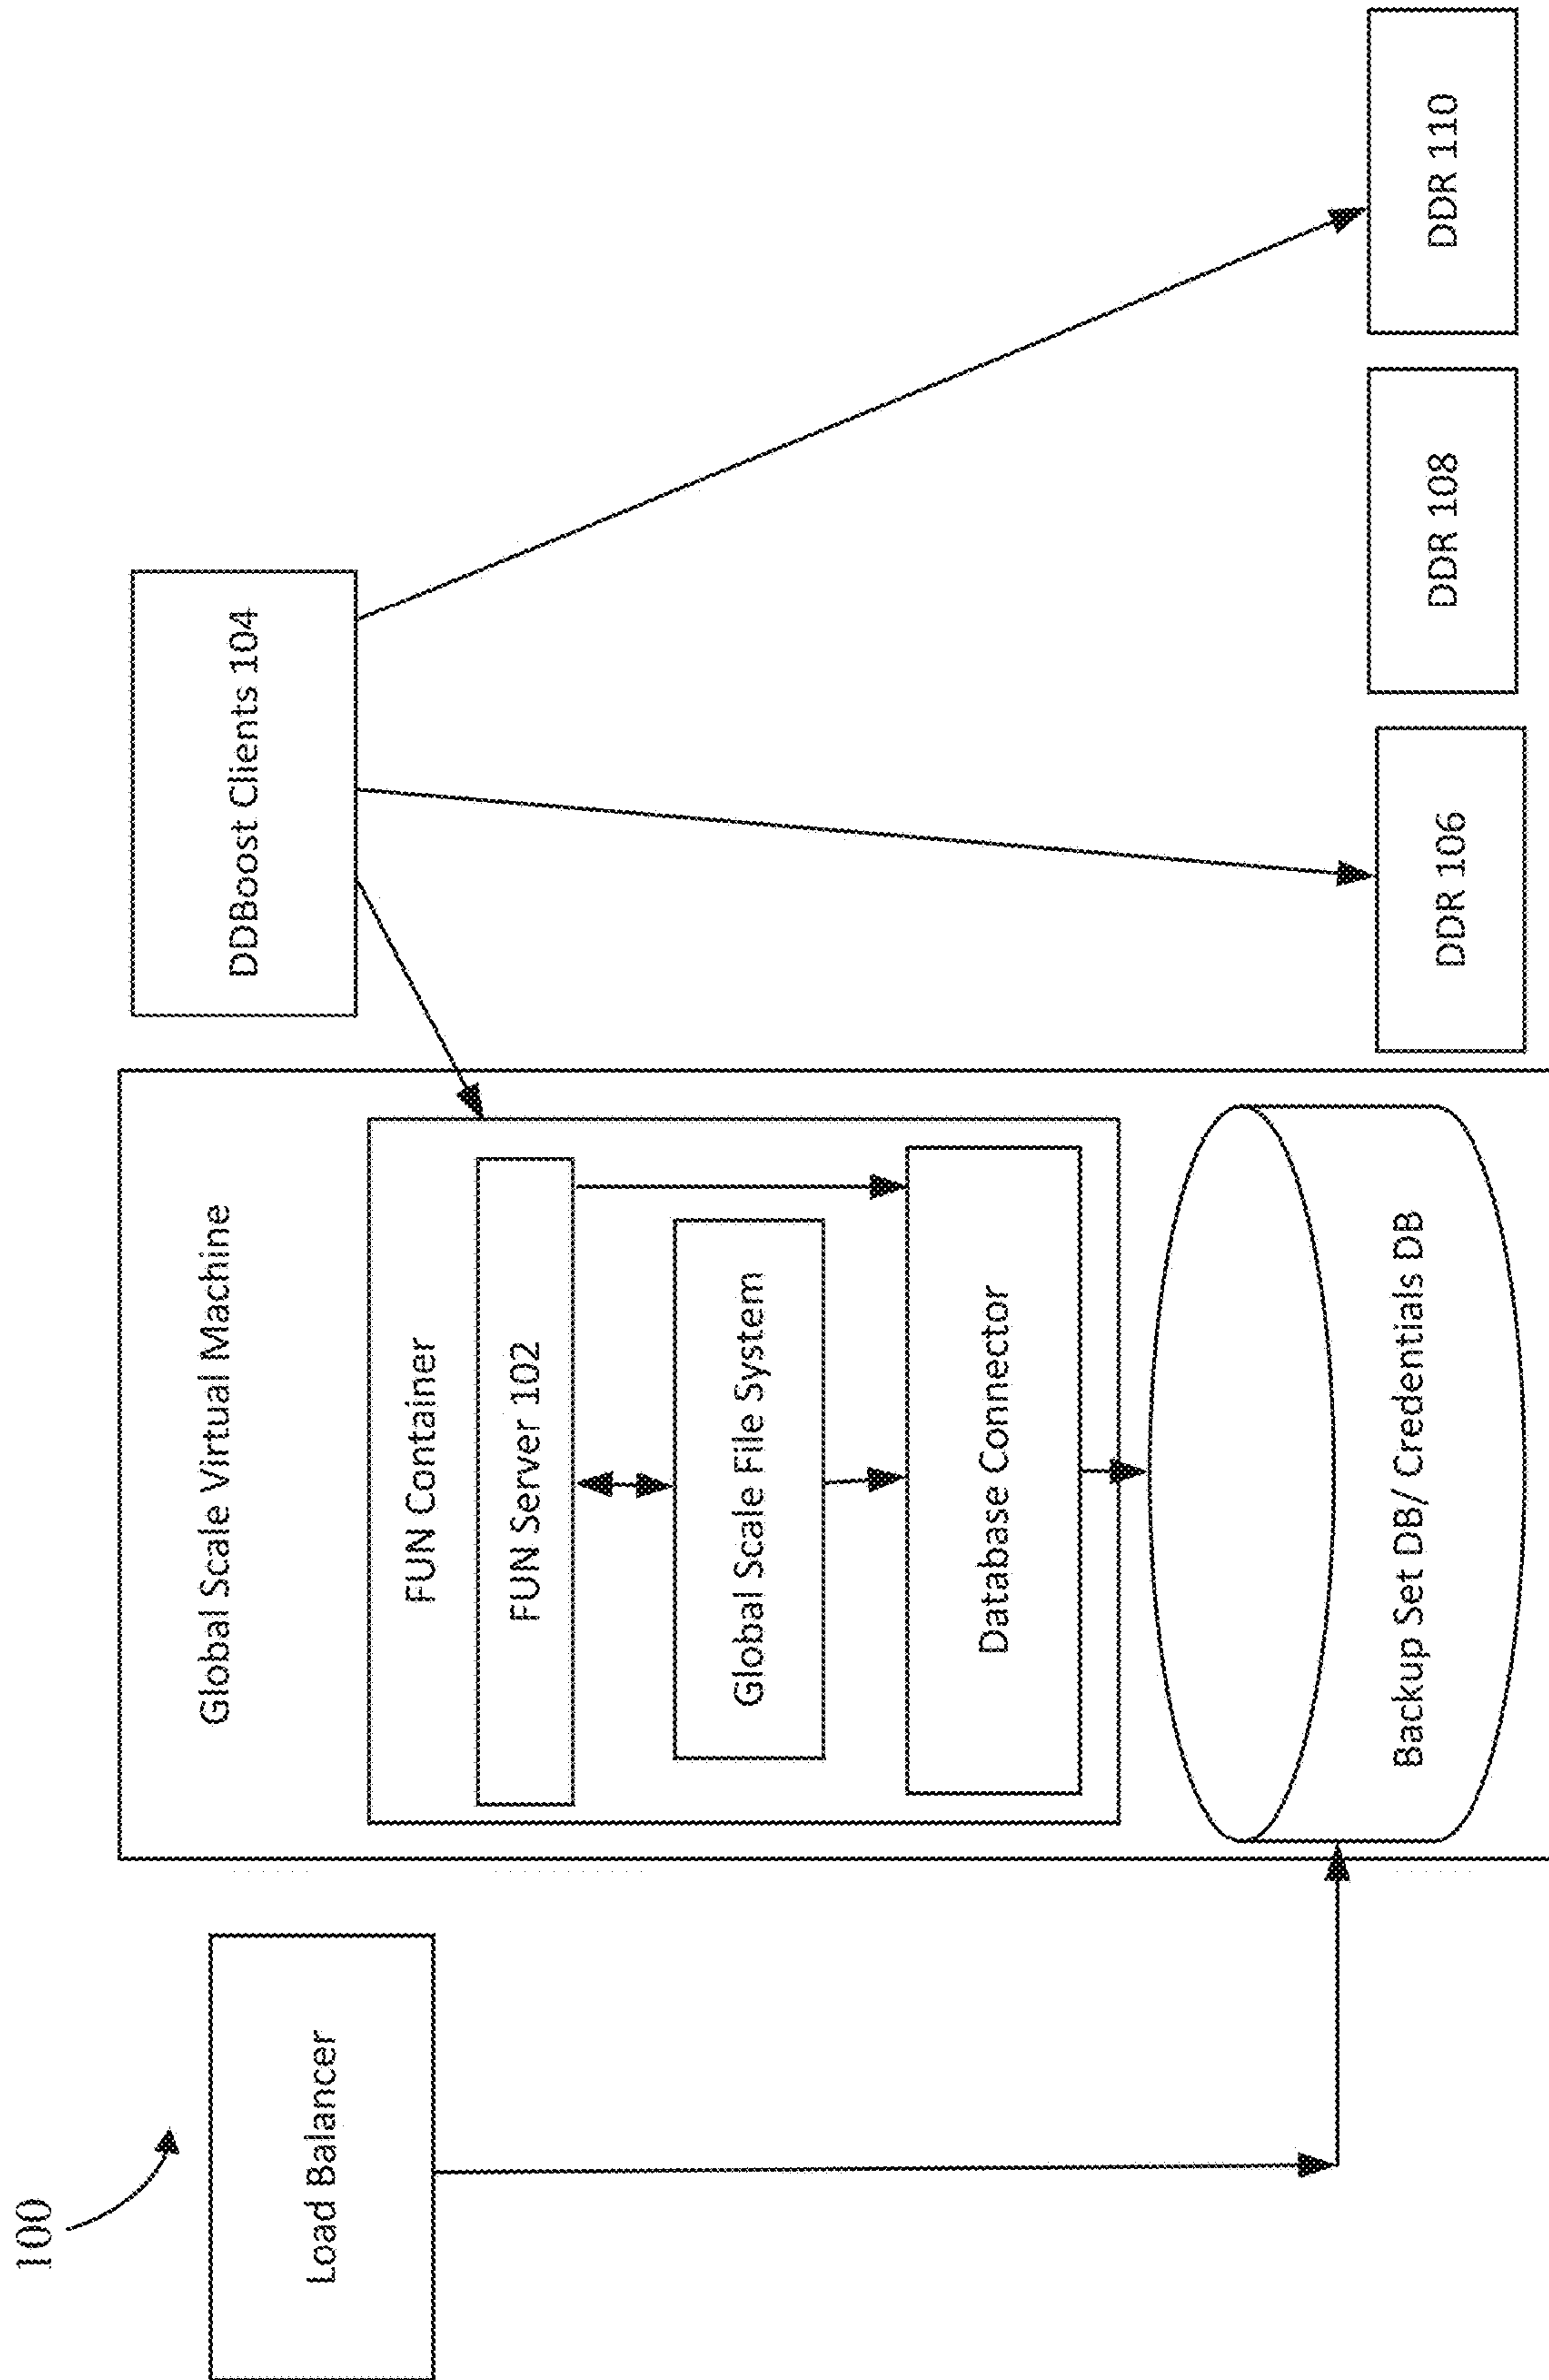 100
Load Balancer
Global Scale Virtual Machine
FUN Container
FUN Server 102
Global Scale File System
Database Connector
Backup Set DB/ Credentials DB
DDBoost Clients 104
DDR 106
DDR 108
DDR 110